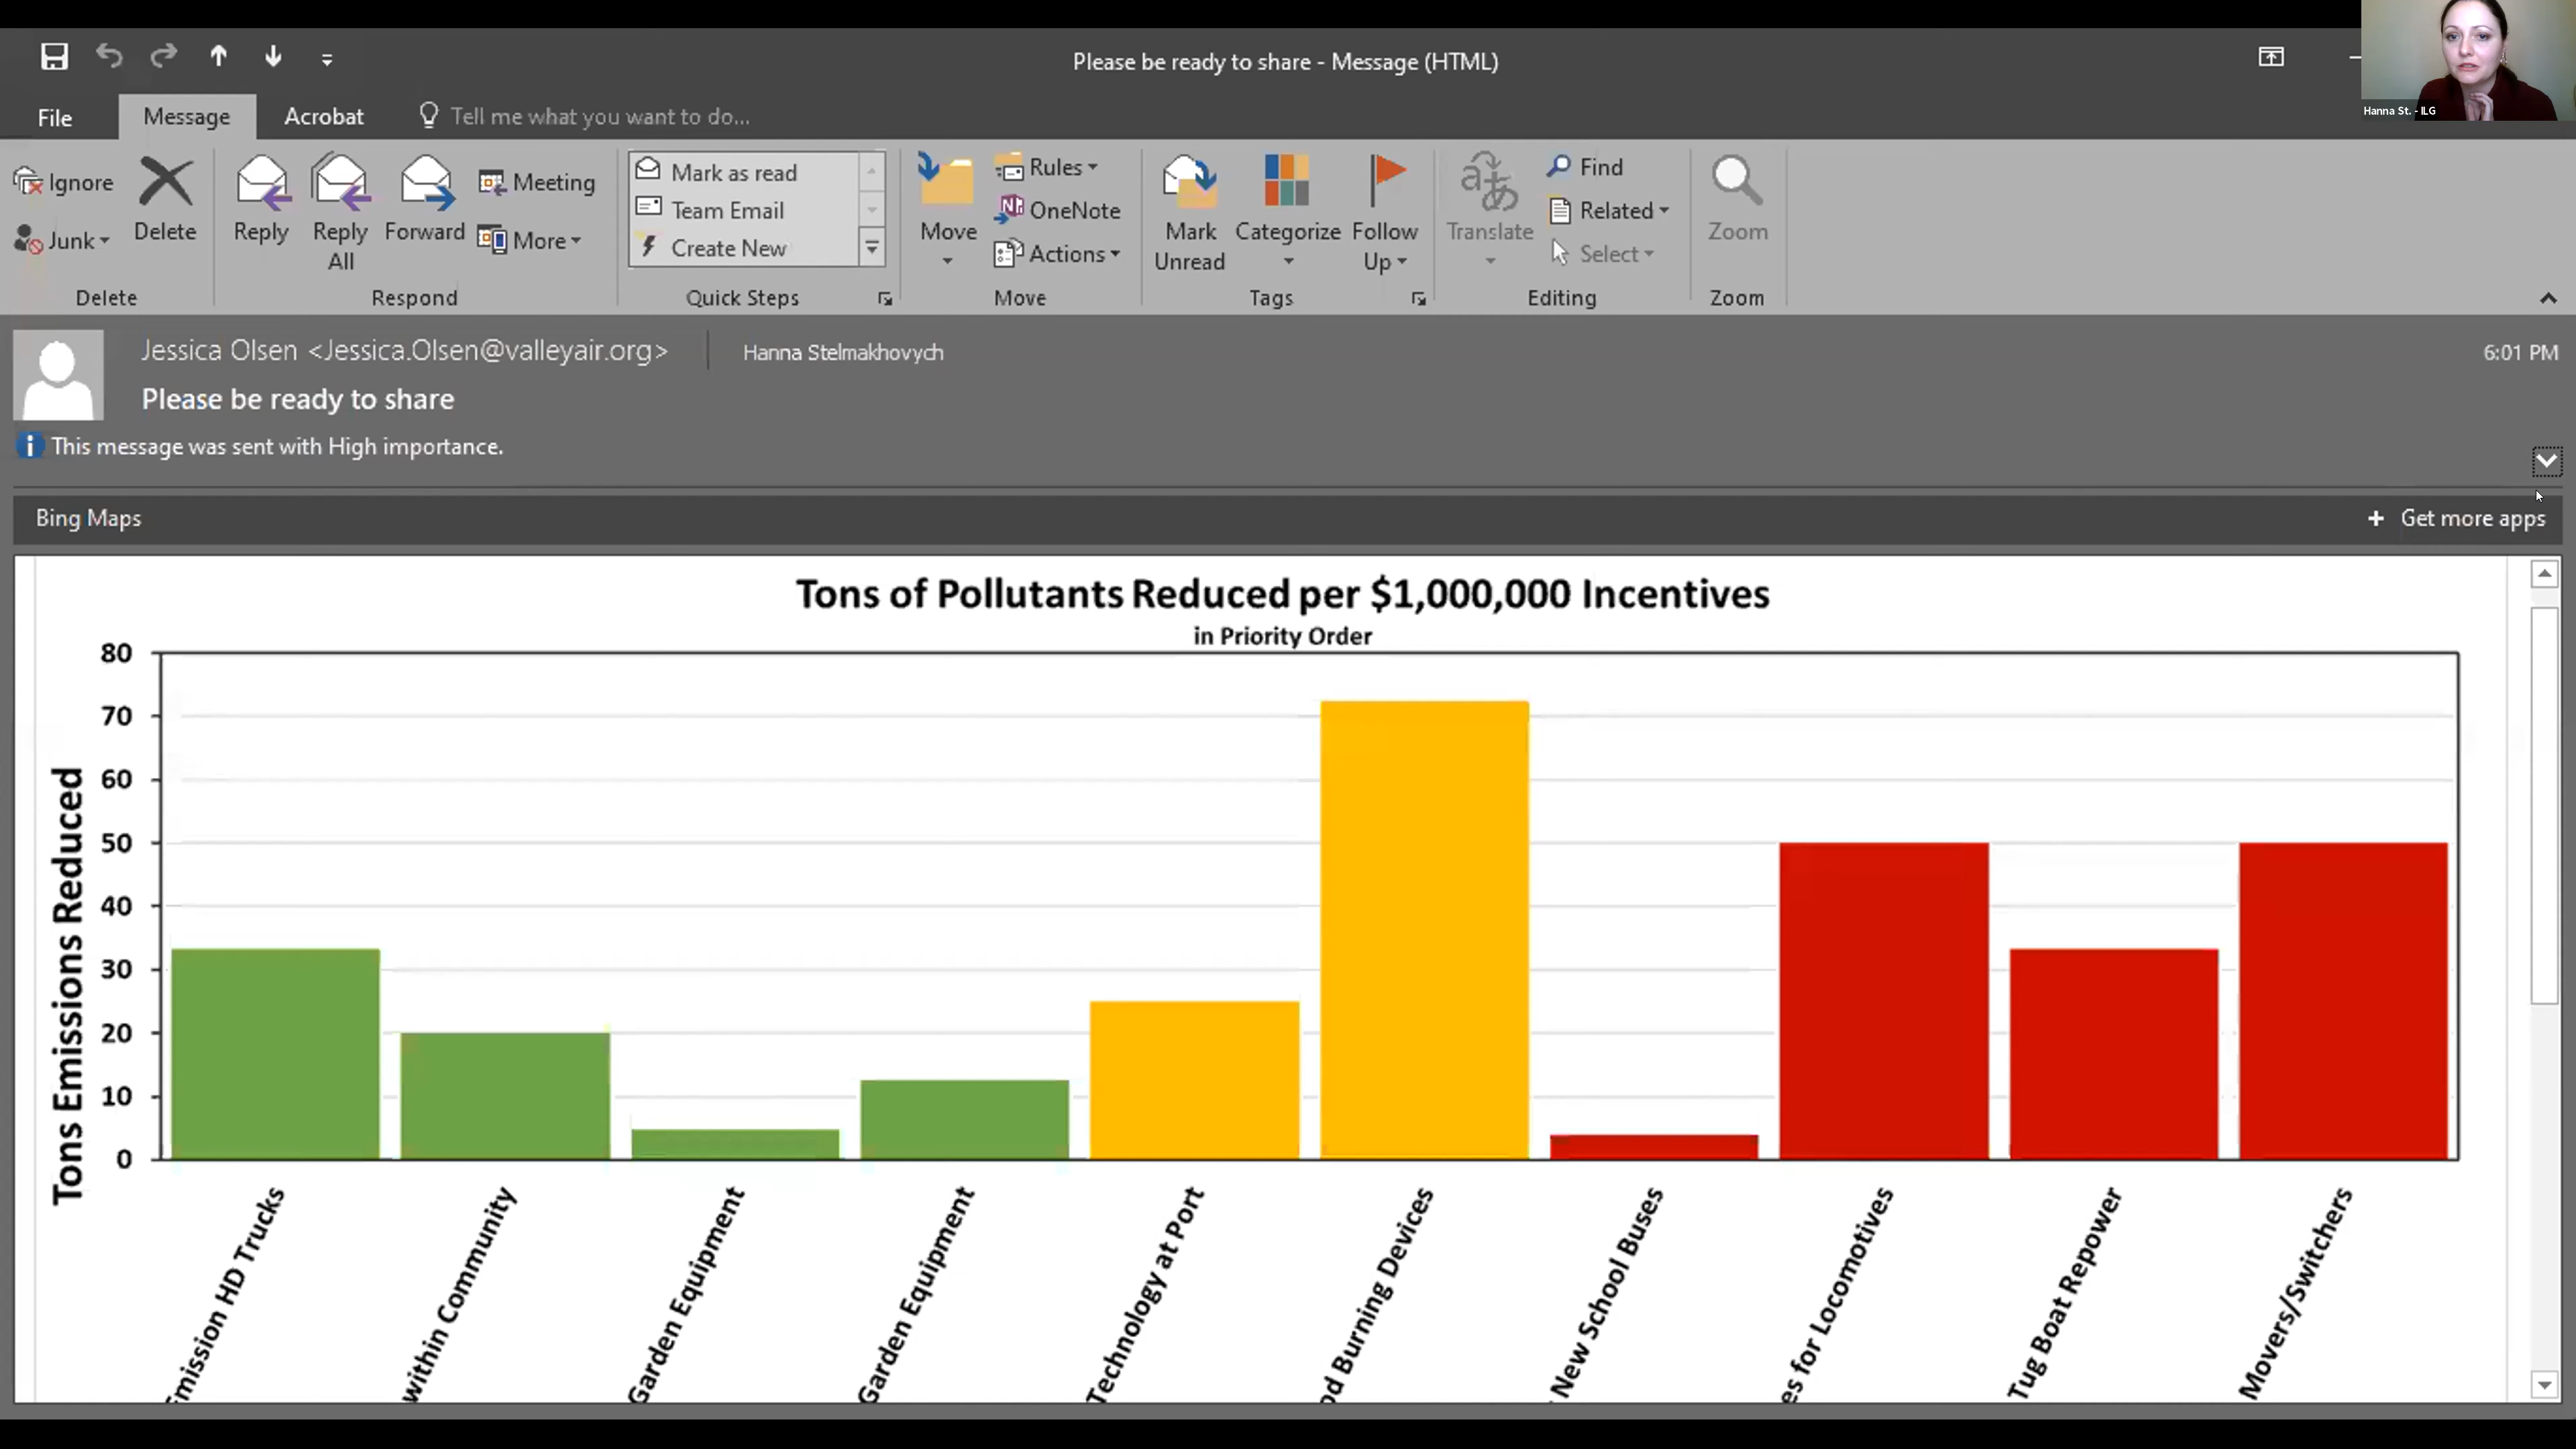 Please be ready to share - Message (HTML)
Hanna St. - ILG
File
Message
Acrobat
Tell me what you want to do...
Ignore
Junk
Delete
Delete
Reply
Reply All
Forward
Meeting
More
Respond
Mark as read
Team Email
Create New
Quick Steps
Move
Rules
OneNote
Actions
Move
Mark Unread
Categorize
Follow Up
Tags
Translate
Find
Related
Select
Editing
Zoom
Zoom
Jessica Olsen <Jessica.Olsen@valleyair.org>
Hanna Stelmakhovych
6:01 PM
Please be ready to share
This message was sent with High importance.
Bing Maps
+ Get more apps
Tons of Pollutants Reduced per $1,000,000 Incentives
in Priority Order
Tons Emissions Reduced
80
70
60
50
40
30
20
10
0
Emission HD Trucks
within Community
Garden Equipment
Garden Equipment
Technology at Port
Burning Devices
New School Buses
for Locomotives
Tug Boat Repower
Movers/Switchers